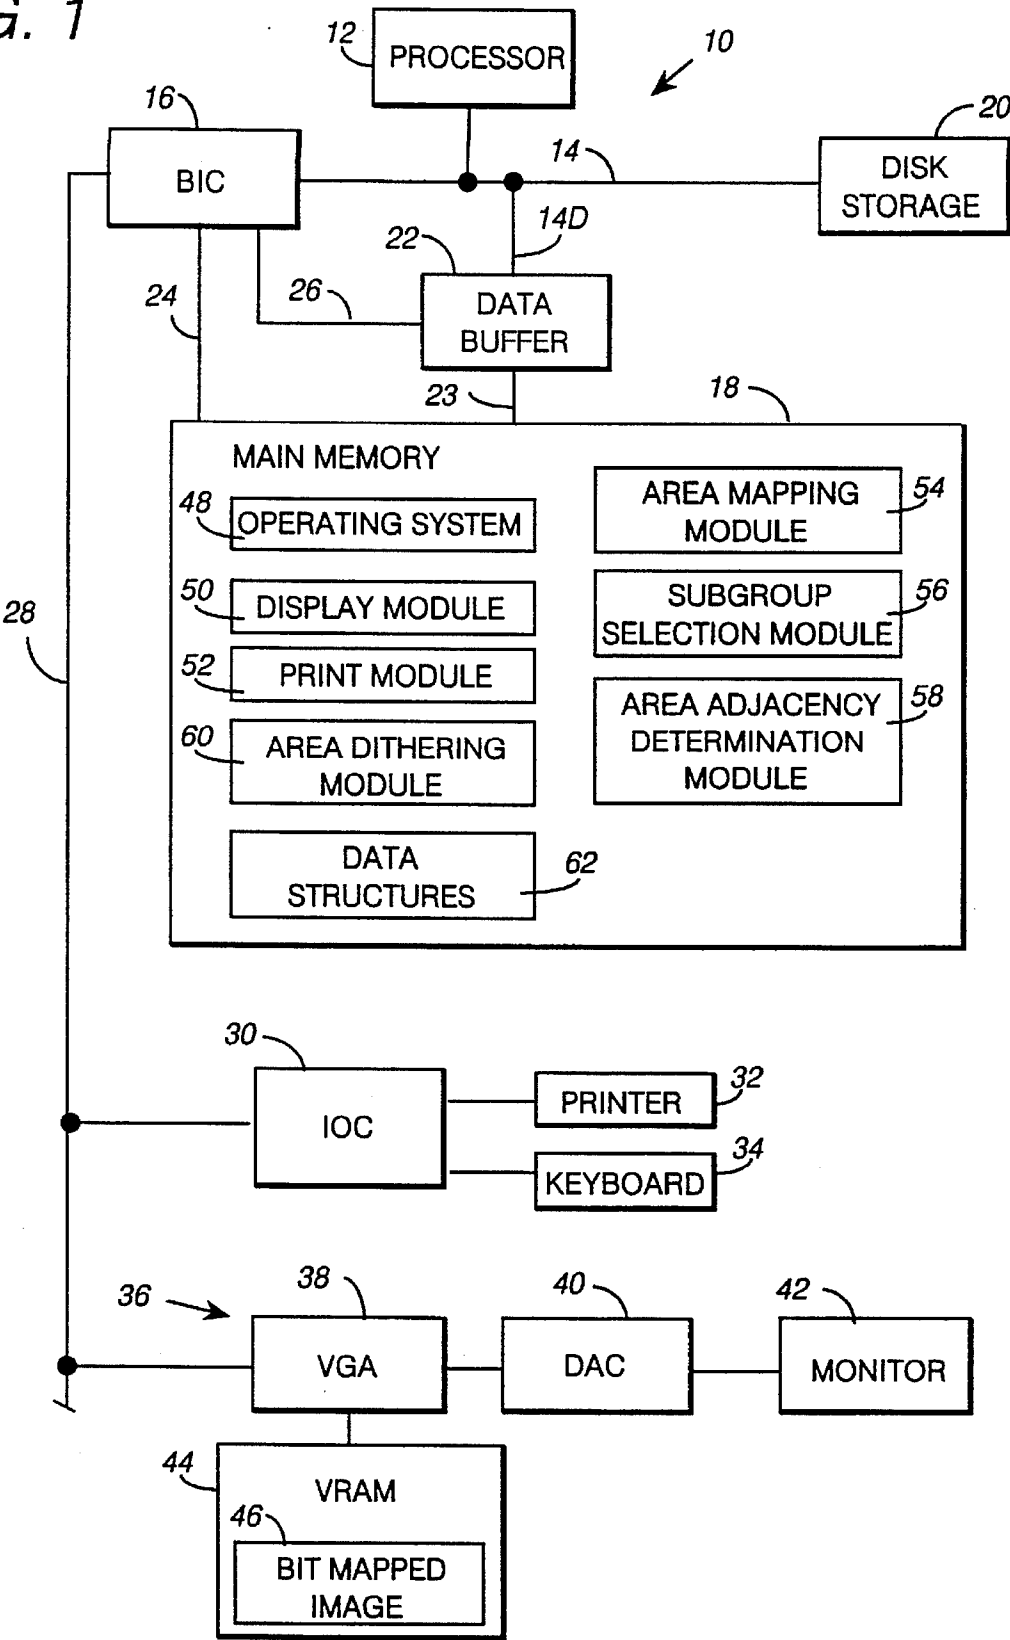 G. 1
12
PROCESSOR
10
16
BIC
14
20
DISK
STORAGE
14D
22
DATA
BUFFER
24
26
23
18
MAIN MEMORY
48
OPERATING SYSTEM
50
DISPLAY MODULE
52
PRINT MODULE
60
AREA DITHERING
MODULE
DATA
STRUCTURES
62
AREA MAPPING
MODULE
54
SUBGROUP
SELECTION MODULE
56
AREA ADJACENCY
DETERMINATION
MODULE
58
28
30
IOC
PRINTER
32
KEYBOARD
34
36
38
VGA
40
DAC
42
MONITOR
44
VRAM
46
BIT MAPPED
IMAGE